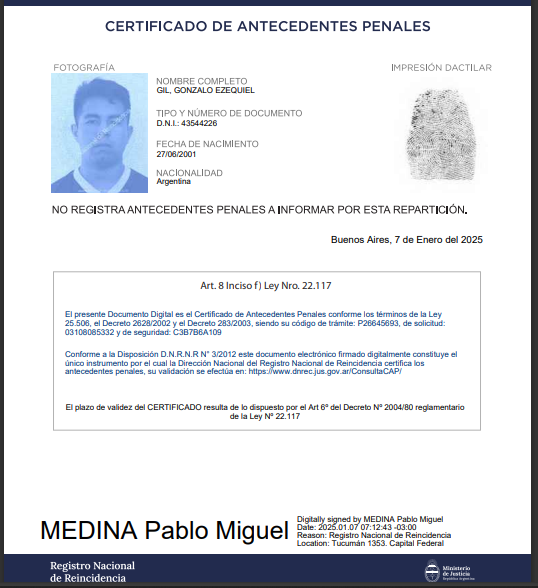 CERTIFICADO DE ANTECEDENTES PENALES
FOTOGRAFÍA
IMPRESIÓN DACTILAR
NOMBRE COMPLETO
GIL, GONZALO EZEQUIEL
TIPO Y NÚMERO DE DOCUMENTO
D.N.I.: 43544226
FECHA DE NACIMIENTO
27/06/2001
NACIONALIDAD
Argentina
NO REGISTRA ANTECEDENTES PENALES A INFORMAR POR ESTA REPARTICIÓN.
Buenos Aires, 7 de Enero del 2025
Art. 8 Inciso f) Ley Nro. 22.117
El presente Documento Digital es el Certificado de Antecedentes Penales conforme los términos de la Ley
25.506, el Decreto 2628/2002 y el Decreto 283/2003, siendo su código de trámite: P26645693, de solicitud:
03108085332 y de seguridad: C3B7B6A109
Conforme a la Disposición D.N.R.N.R N° 3/2012 este documento electrónico firmado digitalmente constituye el
único instrumento por el cual la Dirección Nacional del Registro Nacional de Reincidencia certifica los
antecedentes penales, su validación se efectúa en: https://www.dnrec.jus.gov.ar/ConsultaCAP/
El plazo de validez del CERTIFICADO resulta de lo dispuesto por el Art 6º del Decreto Nº 2004/80 reglamentario
de la Ley Nº 22.117
MEDINA Pablo Miguel
Digitally signed by MEDINA Pablo Miguel
Date: 2025.01.07 07:12:43 -03:00
Reason: Registro Nacional de Reincidencia
Location: Tucumán 1353. Capital Federal
Registro Nacional
de Reincidencia
Ministerio
de Justicia
República Argentina